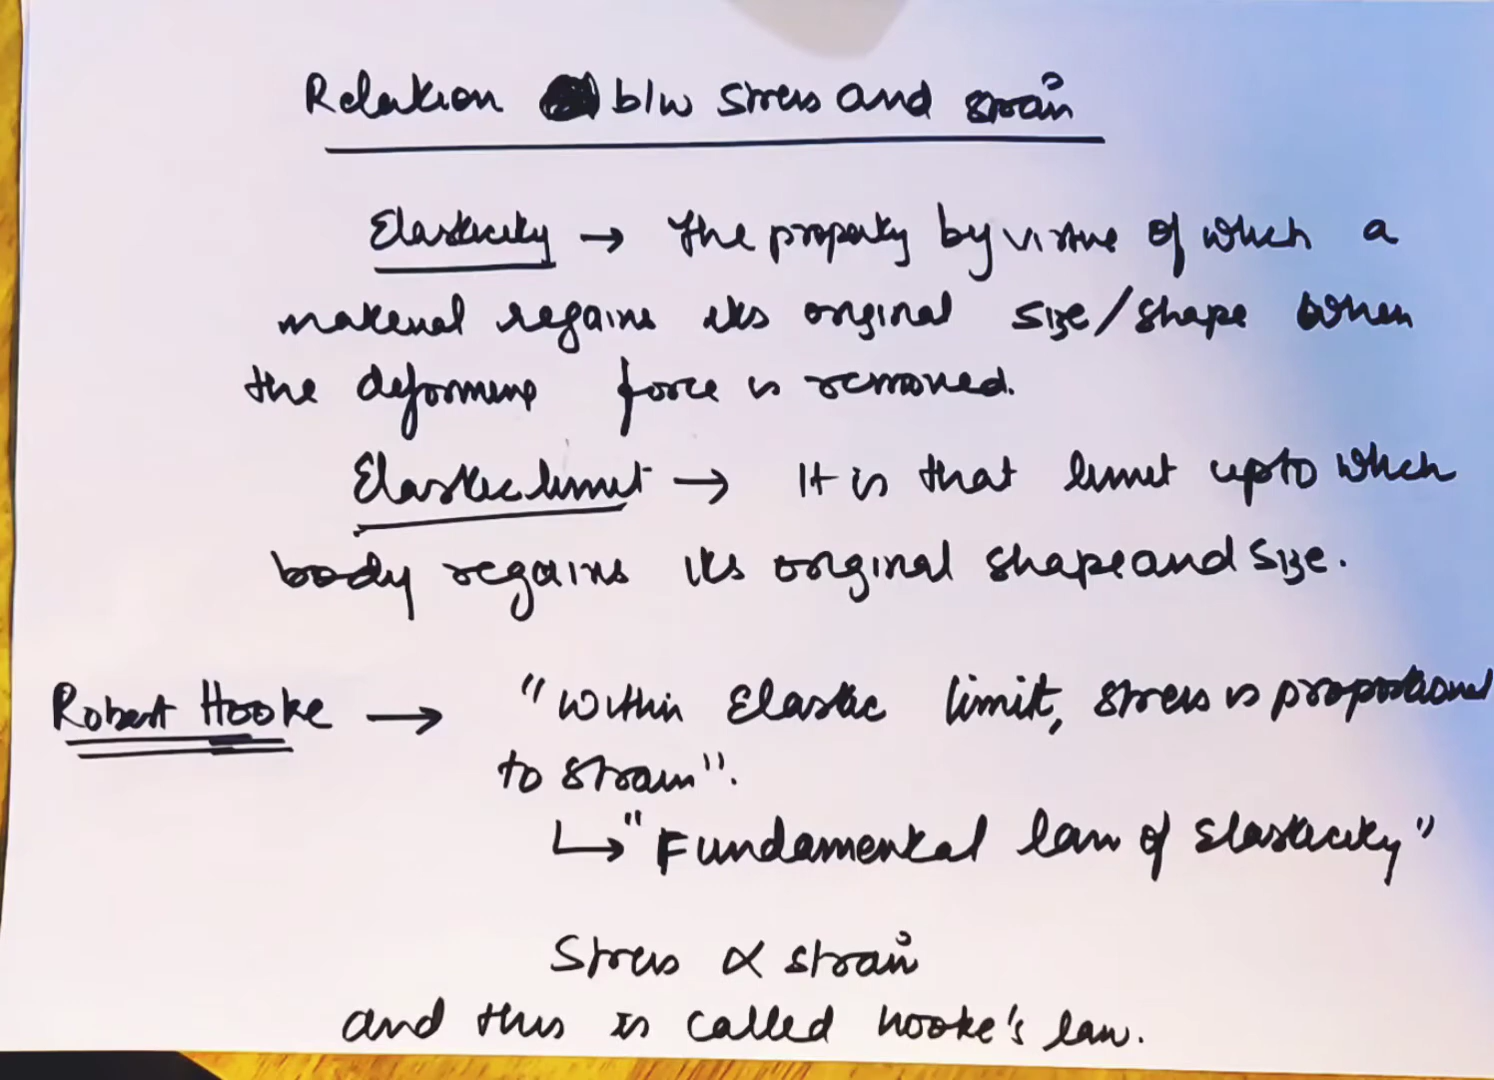 Relation b/w stress and strain
Elasticity → The property by virtue of which a
material regains its original size/shape when
the deforming force is removed.
Elastic limit → It is that limit upto which
body regains its original shape and size.
Robert Hooke → "Within Elastic limit, stress is proportional
to strain".
↳ "Fundamental law of Elasticity"
Stress ∝ strain
and this is called hooke's law.